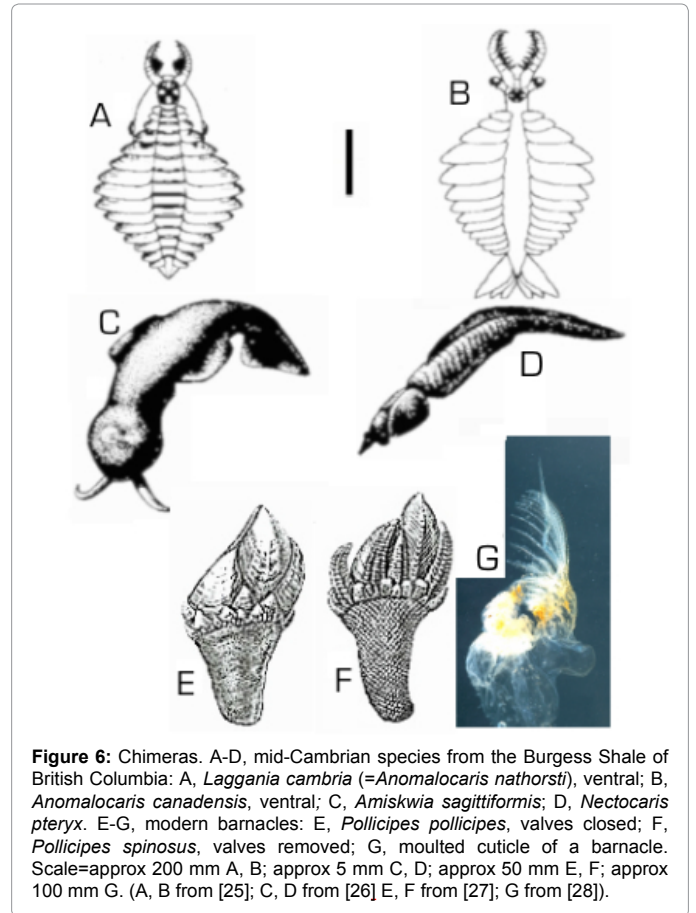 A
B
C
D
E
F
G
Figure 6: Chimeras. A-D, mid-Cambrian species from the Burgess Shale of
British Columbia: A, Laggania cambria (=Anomalocaris nathorsti), ventral; B,
Anomalocaris canadensis, ventral; C, Amiskwia sagittiformis; D, Nectocaris
pteryx. E-G, modern barnacles: E, Pollicipes pollicipes, valves closed; F,
Pollicipes spinosus, valves removed; G, moulted cuticle of a barnacle.
Scale=approx 200 mm A, B; approx 5 mm C, D; approx 50 mm E, F; approx
100 mm G. (A, B from [25]; C, D from [26] E, F from [27]; G from [28]).